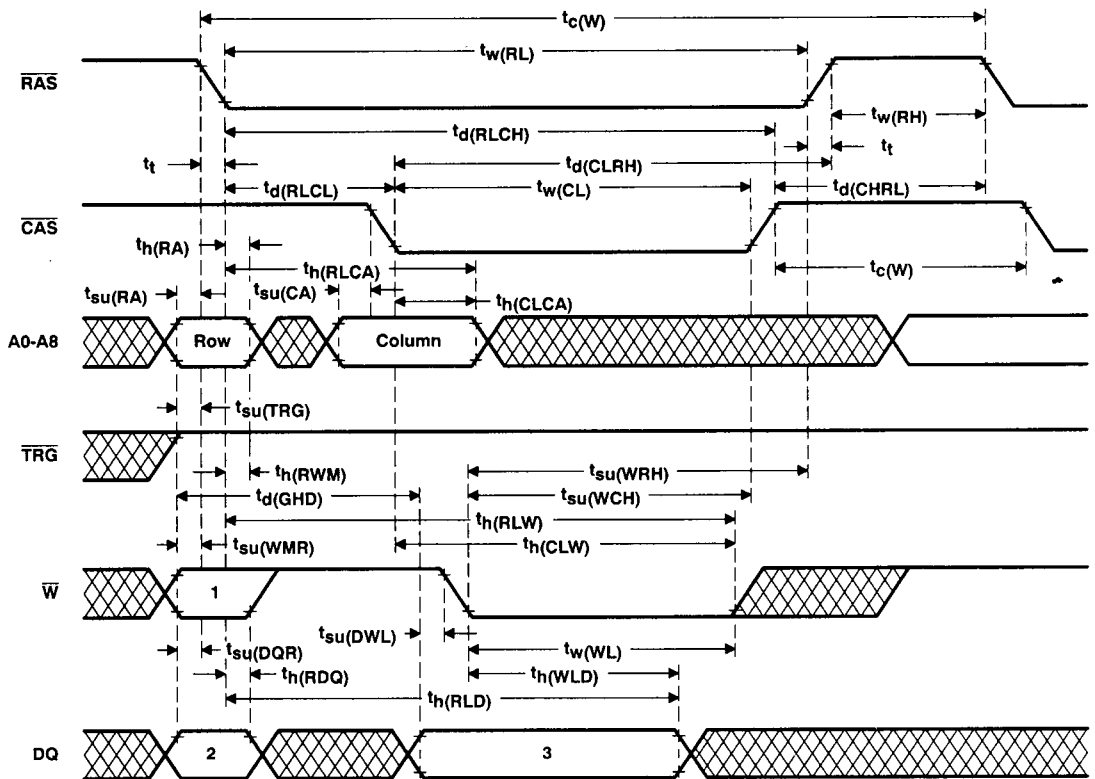 tc(W)
tw(RL)
RAS
tw(RH)
td(RLCH)
tt
td(CLRH)
tt
td(RLCL)
tw(CL)
td(CHRL)
CAS
th(RA)
th(RLCA)
tc(W)
tsu(RA)
tsu(CA)
th(CLCA)
A0-A8
Row
Column
tsu(TRG)
TRG
th(RWM)
tsu(WRH)
td(GHD)
tsu(WCH)
th(RLW)
tsu(WMR)
th(CLW)
W
1
tsu(DWL)
tsu(DQR)
tw(WL)
th(RDQ)
th(WLD)
th(RLD)
DQ
2
3